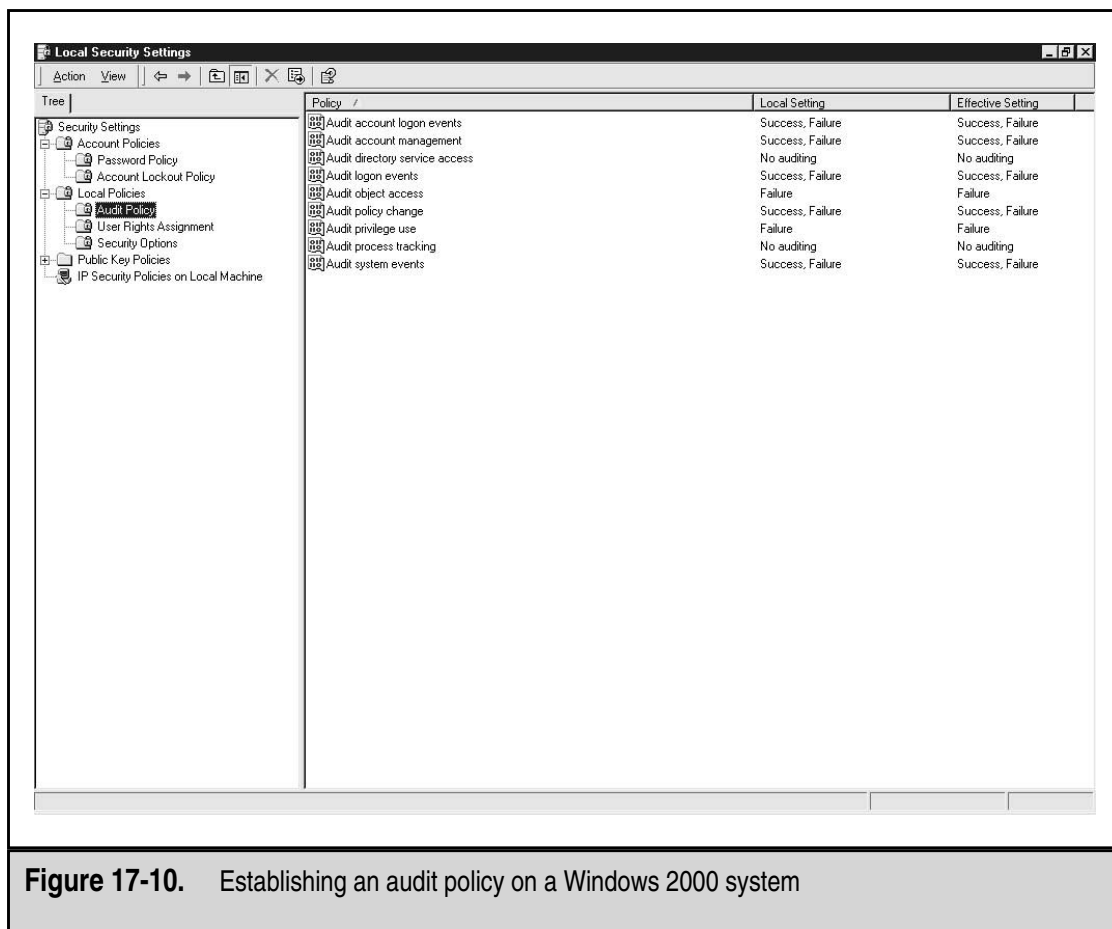 Local Security Settings
Action View
Tree
Security Settings
Account Policies
Password Policy
Account Lockout Policy
Local Policies
Audit Policy
User Rights Assignment
Security Options
Public Key Policies
IP Security Policies on Local Machine
Policy / Local Setting Effective Setting
Audit account logon events Success, Failure Success, Failure
Audit account management Success, Failure Success, Failure
Audit directory service access No auditing No auditing
Audit logon events Success, Failure Success, Failure
Audit object access Failure Failure
Audit policy change Success, Failure Success, Failure
Audit privilege use Failure Failure
Audit process tracking No auditing No auditing
Audit system events Success, Failure Success, Failure
Figure 17-10. Establishing an audit policy on a Windows 2000 system